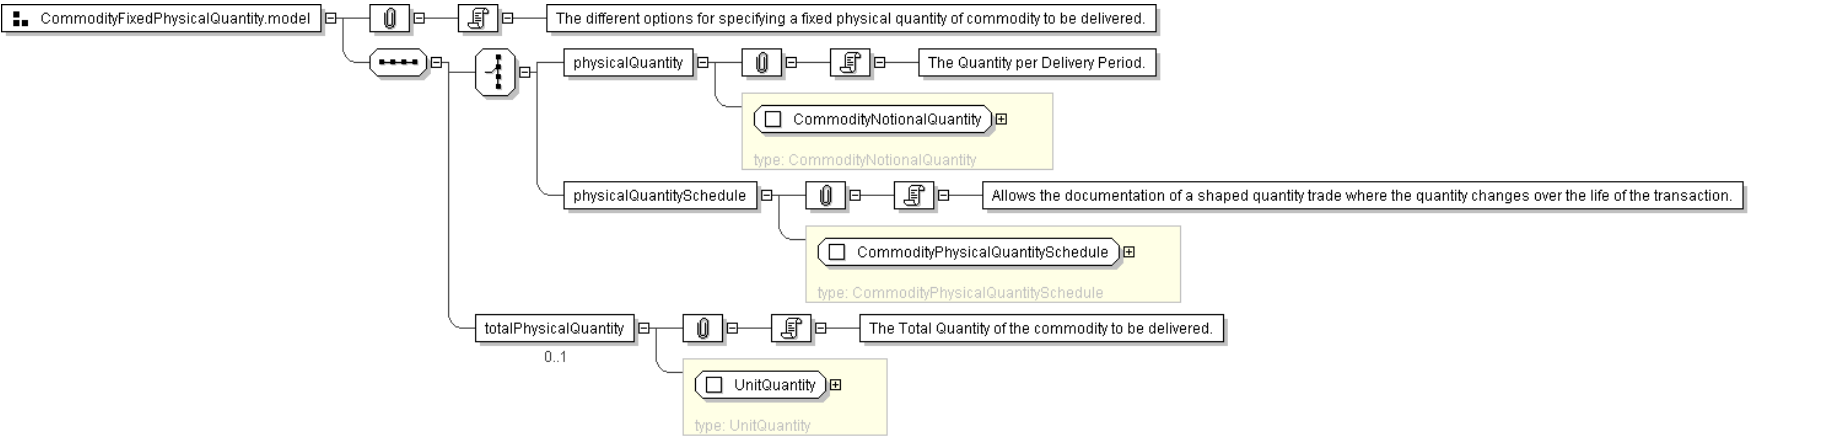 CommodityFixedPhysicalQuantity.model
The different options for specifying a fixed physical quantity of commodity to be delivered.
physicalQuantity
The Quantity per Delivery Period.
CommodityNotionalQuantity
type: CommodityNotionalQuantity
physicalQuantitySchedule
Allows the documentation of a shaped quantity trade where the quantity changes over the life of the transaction.
CommodityPhysicalQuantitySchedule
type: CommodityPhysicalQuantitySchedule
totalPhysicalQuantity
The Total Quantity of the commodity to be delivered.
0..1
UnitQuantity
type: UnitQuantity